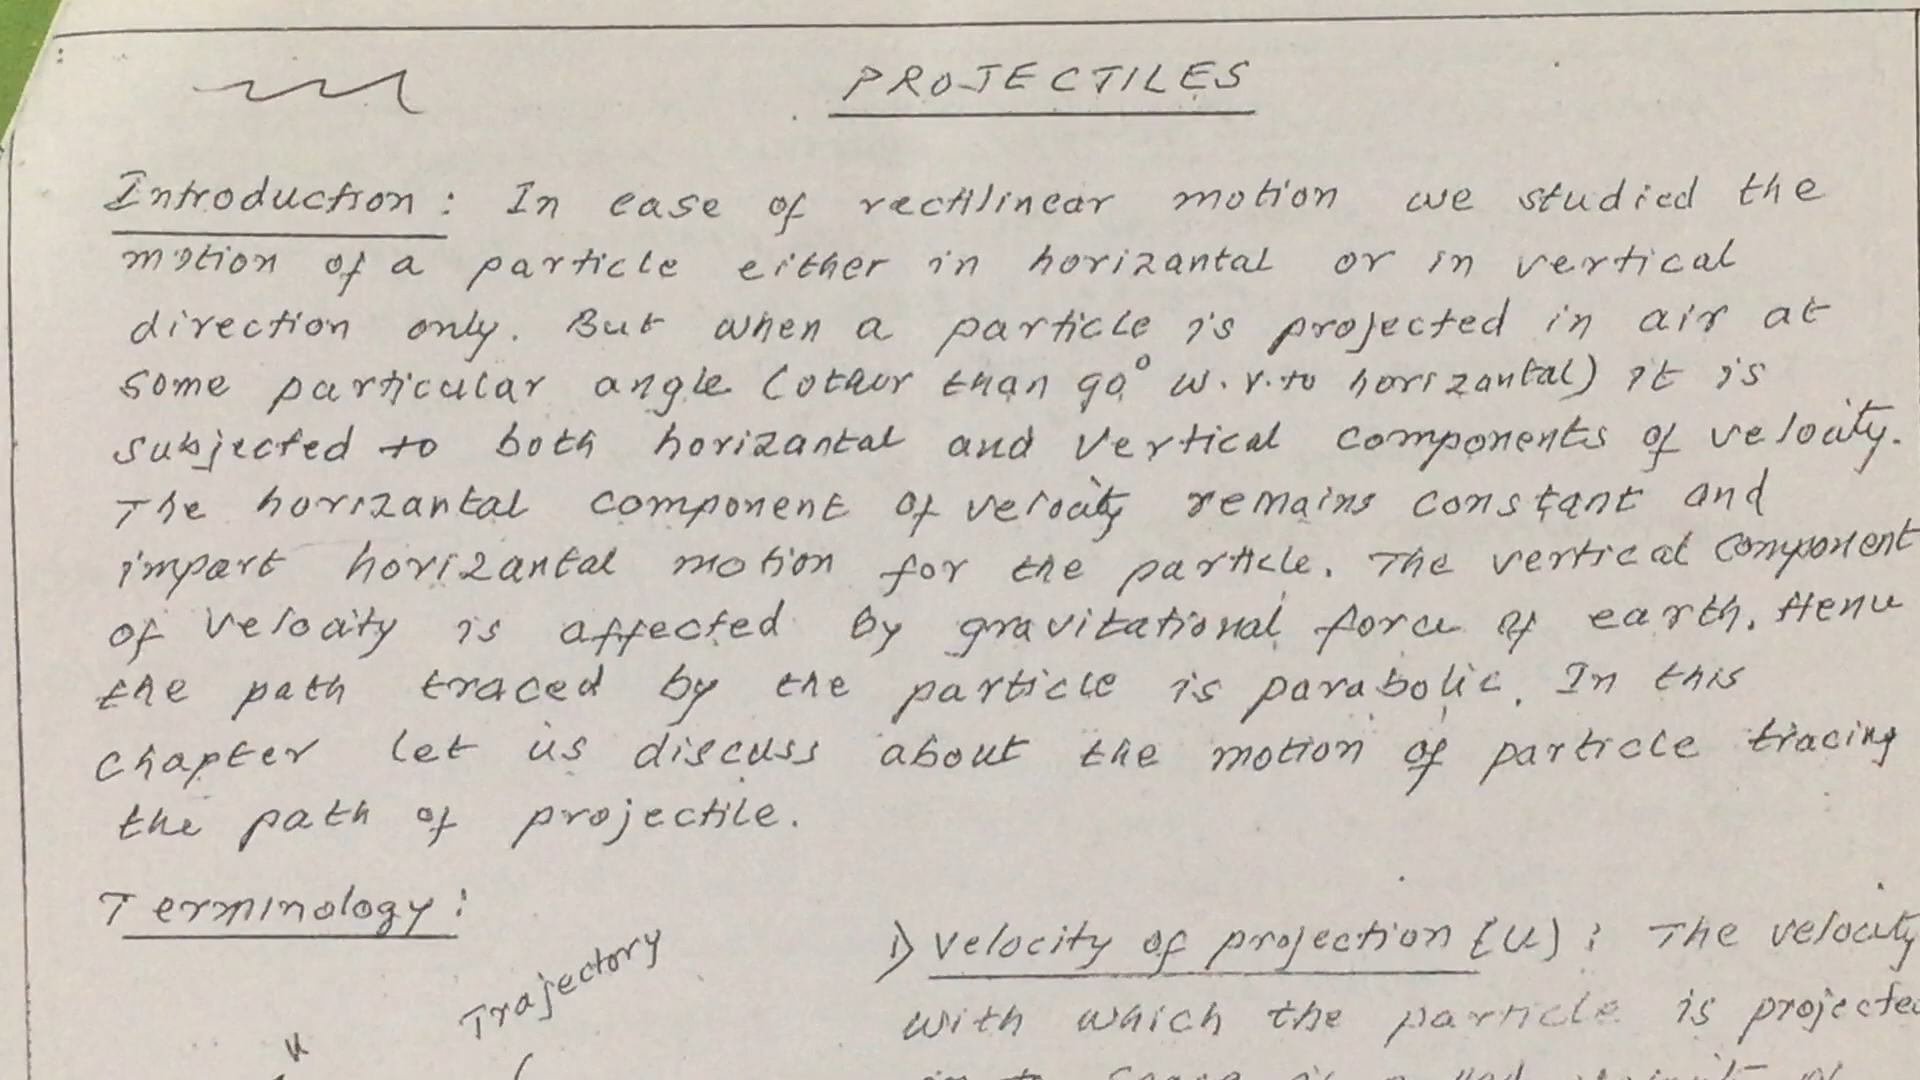 PROJECTILES
Introduction : In case of rectilinear motion we studied the
motion of a particle either in horizantal or in vertical
direction only. But when a particle is projected in air at
some particular angle (other than 90° w.r.to horizantal) it is
subjected to both horizantal and vertical components of velocity.
The horizantal component of velocity remains constant and
impart horizantal motion for the particle. The vertical component
of velocity is affected by gravitational force of earth. Hence
the path traced by the particle is parabolic. In this
chapter let us discuss about the motion of particle tracing
the path of projectile.
Terminology :
Trajectory
u
1) Velocity of projection (u) : The velocity
with which the particle is projected